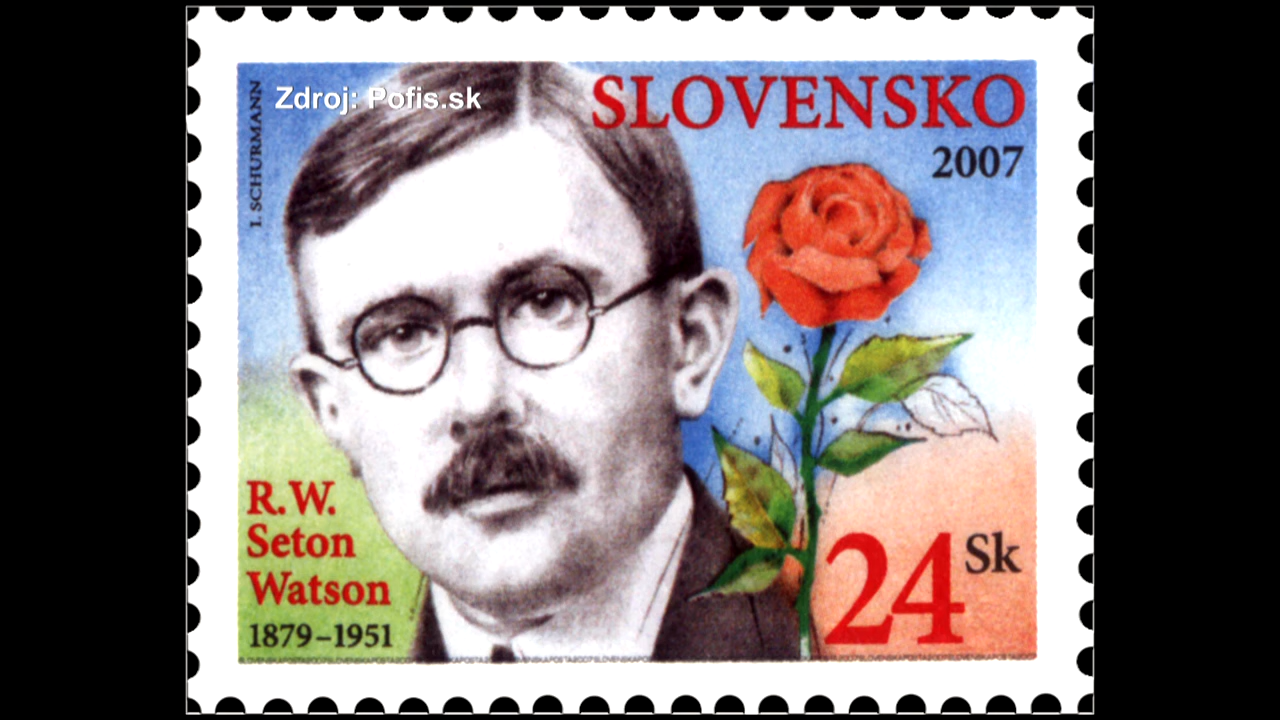 Zdroj: Pofis.sk
I. SCHURMANN
SLOVENSKO
2007
R.W.
Seton
Watson
1879–1951
24 Sk